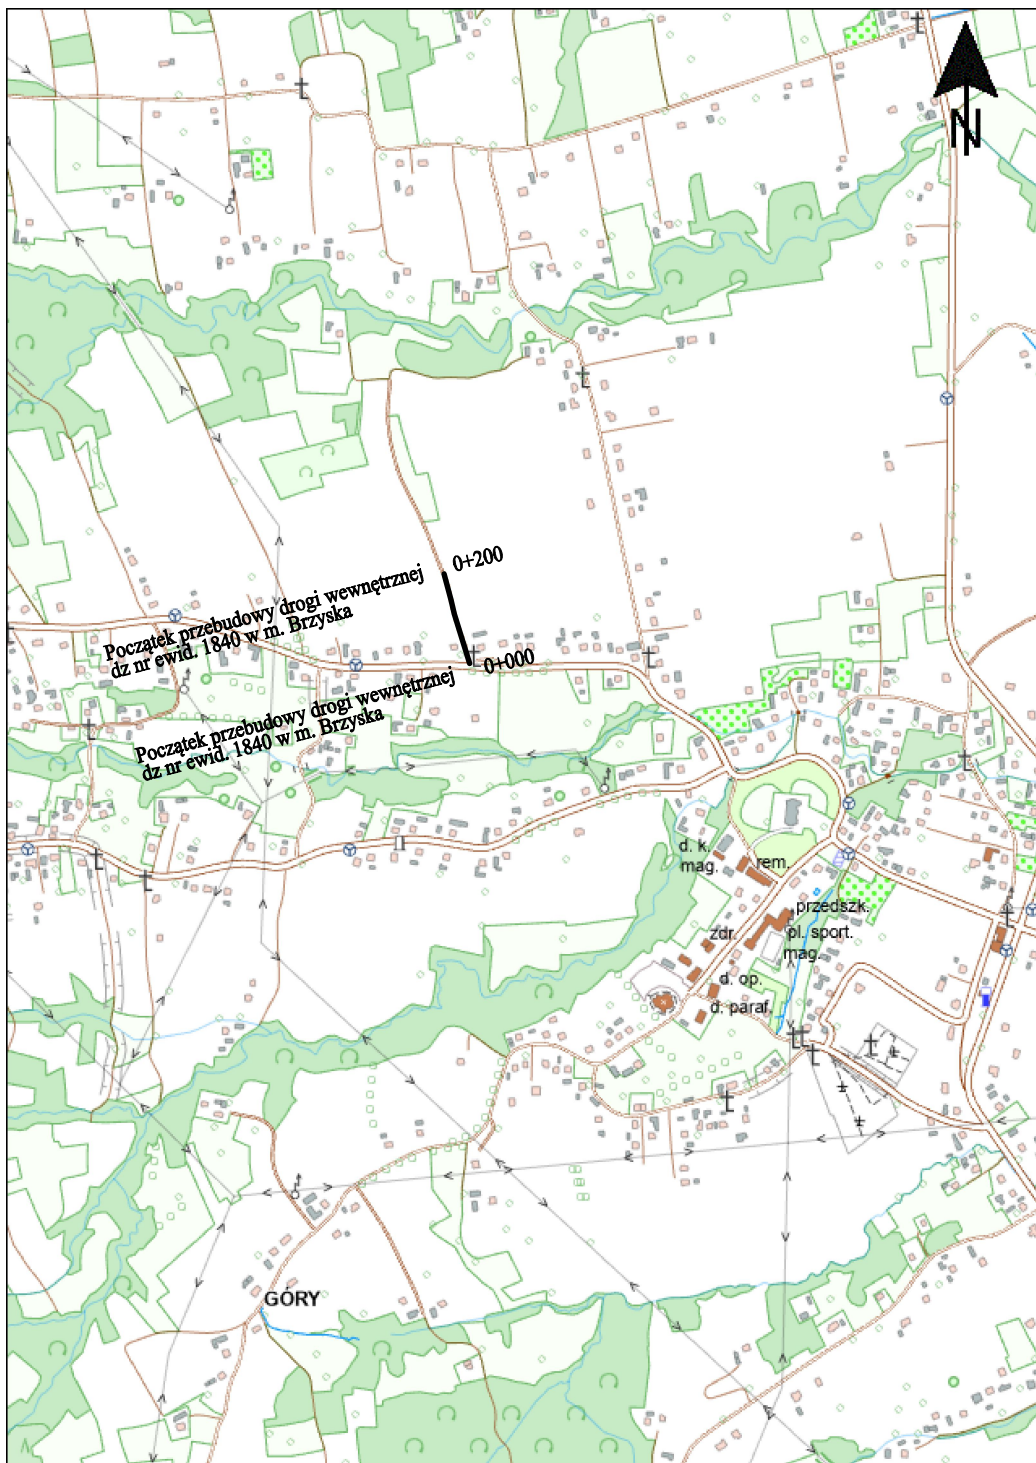 N
0+200
Początek przebudowy drogi wewnętrznej
dz nr ewid. 1840 w m. Brzyska
0+000
Początek przebudowy drogi wewnętrznej
dz nr ewid. 1840 w m. Brzyska
d. k.
mag.
rem.
przedszk.
zdr.
pl. sport.
mag.
d. op.
d. paraf.
GÓRY